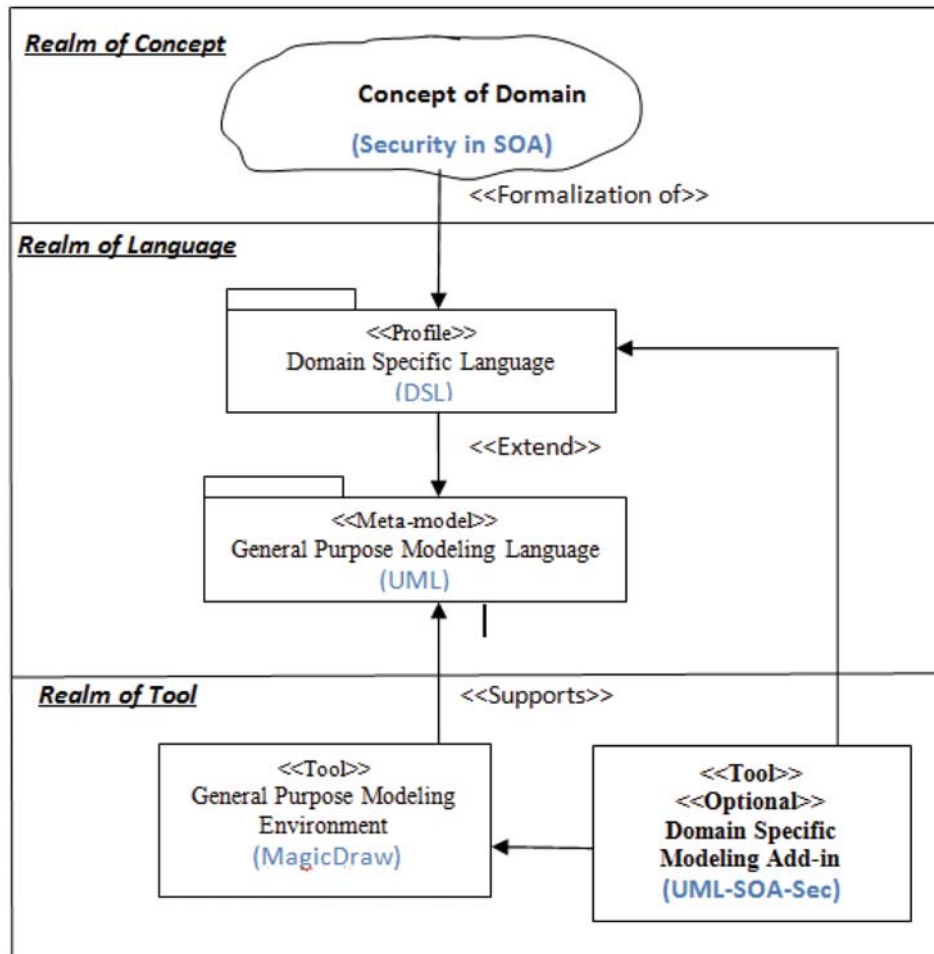 Realm of Concept
Concept of Domain
(Security in SOA)
<<Formalization of>>
Realm of Language
<<Profile>>
Domain Specific Language
(DSL)
<<Extend>>
<<Meta-model>>
General Purpose Modeling Language
(UML)
Realm of Tool
<<Supports>>
<<Tool>>
General Purpose Modeling
Environment
(MagicDraw)
<<Tool>>
<<Optional>>
Domain Specific
Modeling Add-in
(UML-SOA-Sec)